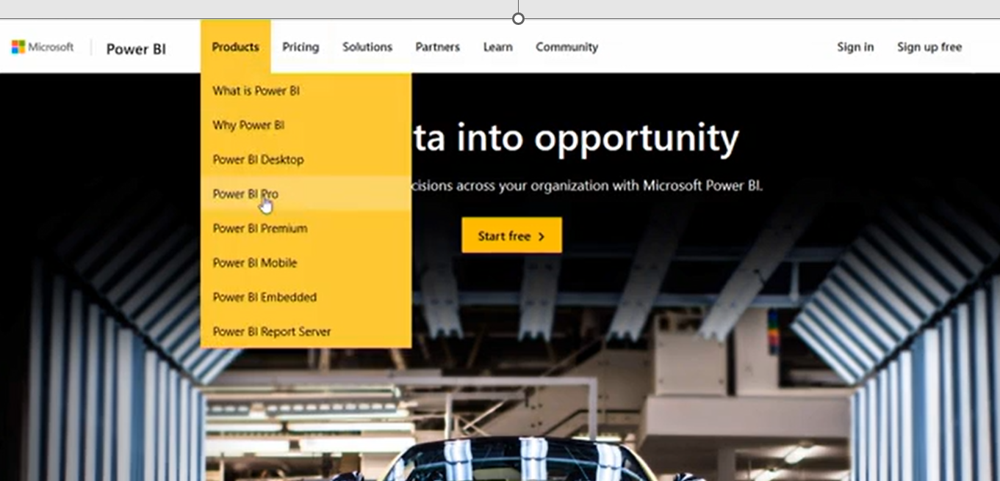 Microsoft Power BI Products Pricing Solutions Partners Learn Community Sign in Sign up free
What is Power BI
Why Power BI
Power BI Desktop
Power BI Pro
Power BI Premium
Power BI Mobile
Power BI Embedded
Power BI Report Server
ta into opportunity
cisions across your organization with Microsoft Power BI.
Start free